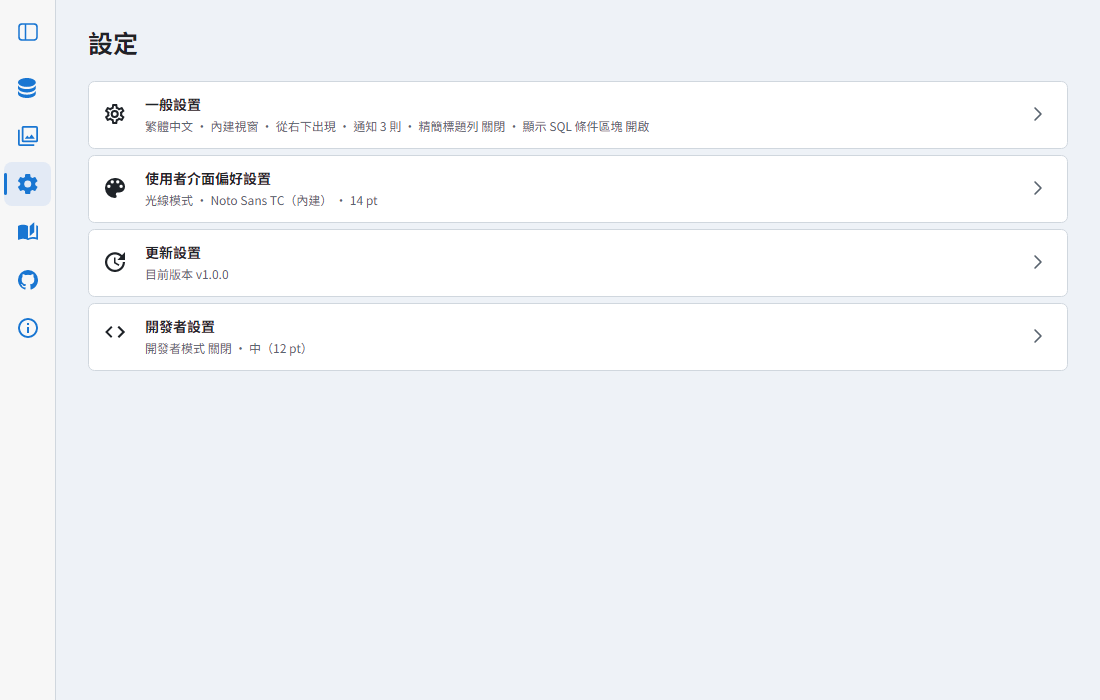 設定
一般設置
繁體中文 • 內建視窗 • 從右下出現 • 通知 3 則 • 精簡標題列 關閉 • 顯示 SQL 條件區塊 開啟
使用者介面偏好設置
光線模式 • Noto Sans TC（內建） • 14 pt
更新設置
目前版本 v1.0.0
開發者設置
開發者模式 關閉 • 中（12 pt）